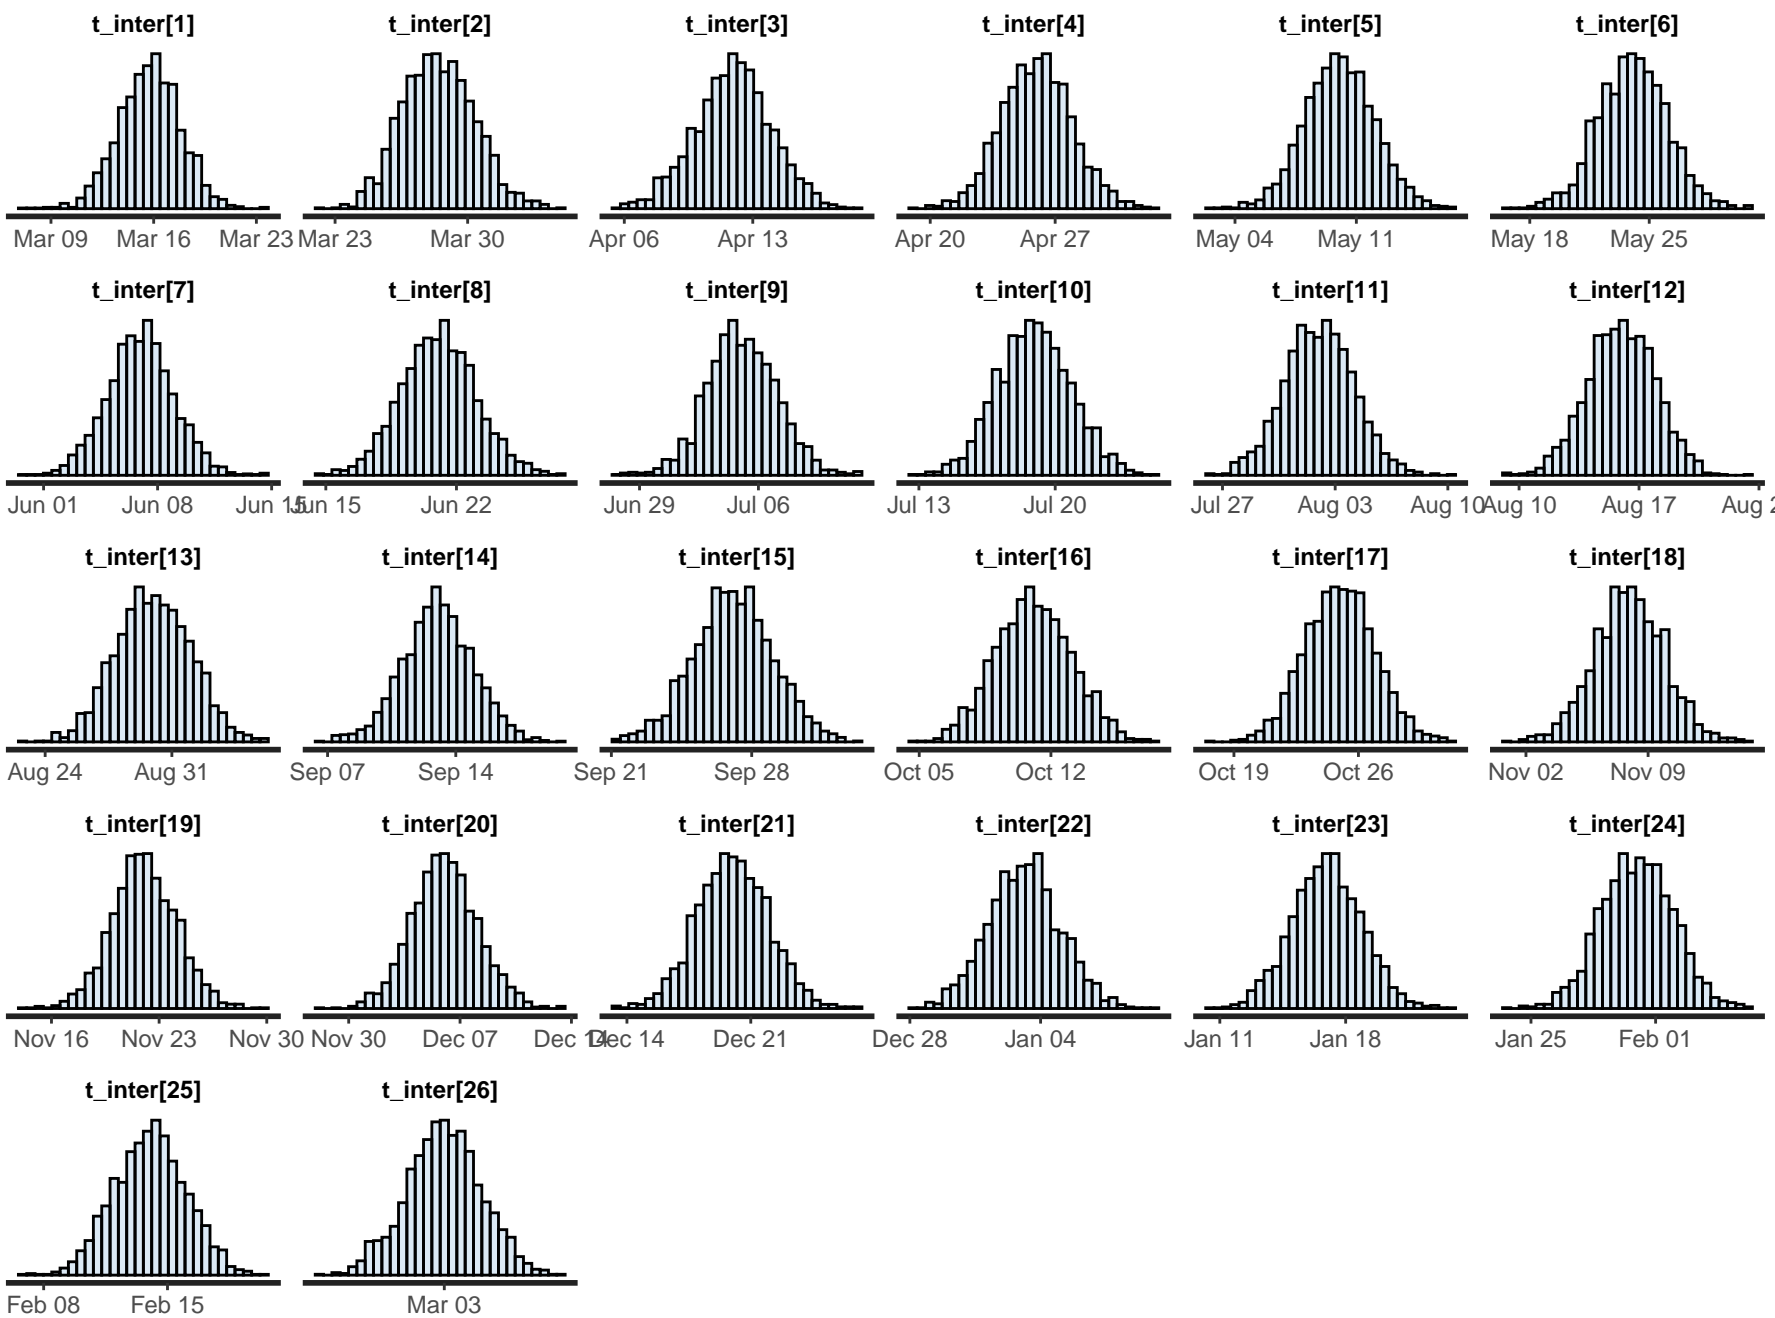 t_inter[1] t_inter[2] t_inter[3] t_inter[4] t_inter[5] t_inter[6]
Mar 09 Mar 16 Mar 23 Mar 23 Mar 30 Apr 06 Apr 13 Apr 20 Apr 27 May 04 May 11 May 18 May 25
t_inter[7] t_inter[8] t_inter[9] t_inter[10] t_inter[11] t_inter[12]
Jun 01 Jun 08 Jun 15 Jun 15 Jun 22 Jun 29 Jul 06 Jul 13 Jul 20 Jul 27 Aug 03 Aug 10 Aug 10 Aug 17 Aug
t_inter[13] t_inter[14] t_inter[15] t_inter[16] t_inter[17] t_inter[18]
Aug 24 Aug 31 Sep 07 Sep 14 Sep 21 Sep 28 Oct 05 Oct 12 Oct 19 Oct 26 Nov 02 Nov 09
t_inter[19] t_inter[20] t_inter[21] t_inter[22] t_inter[23] t_inter[24]
Nov 16 Nov 23 Nov 30 Nov 30 Dec 07 Dec 14 Dec 14 Dec 21 Dec 28 Jan 04 Jan 11 Jan 18 Jan 25 Feb 01
t_inter[25] t_inter[26]
Feb 08 Feb 15 Mar 03